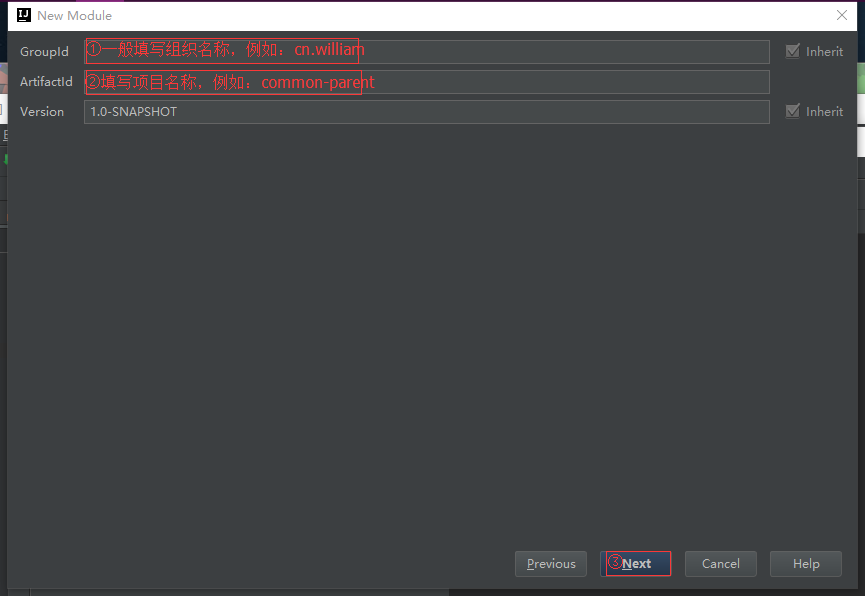 New Module
GroupId ①一般填写组织名称，例如：cn.william Inherit
ArtifactId ②填写项目名称，例如：common-parent
Version 1.0-SNAPSHOT Inherit
Previous ③Next Cancel Help